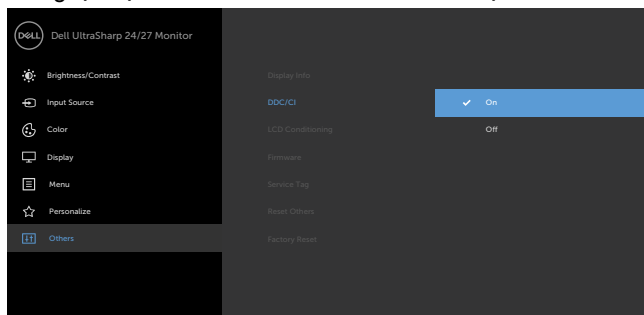 DELL Dell UltraSharp 24/27 Monitor
Brightness/Contrast Display Info
Input Source DDC/CI On
Color LCD Conditioning Off
Display Firmware
Menu Service Tag
Personalize Reset Others
Others Factory Reset